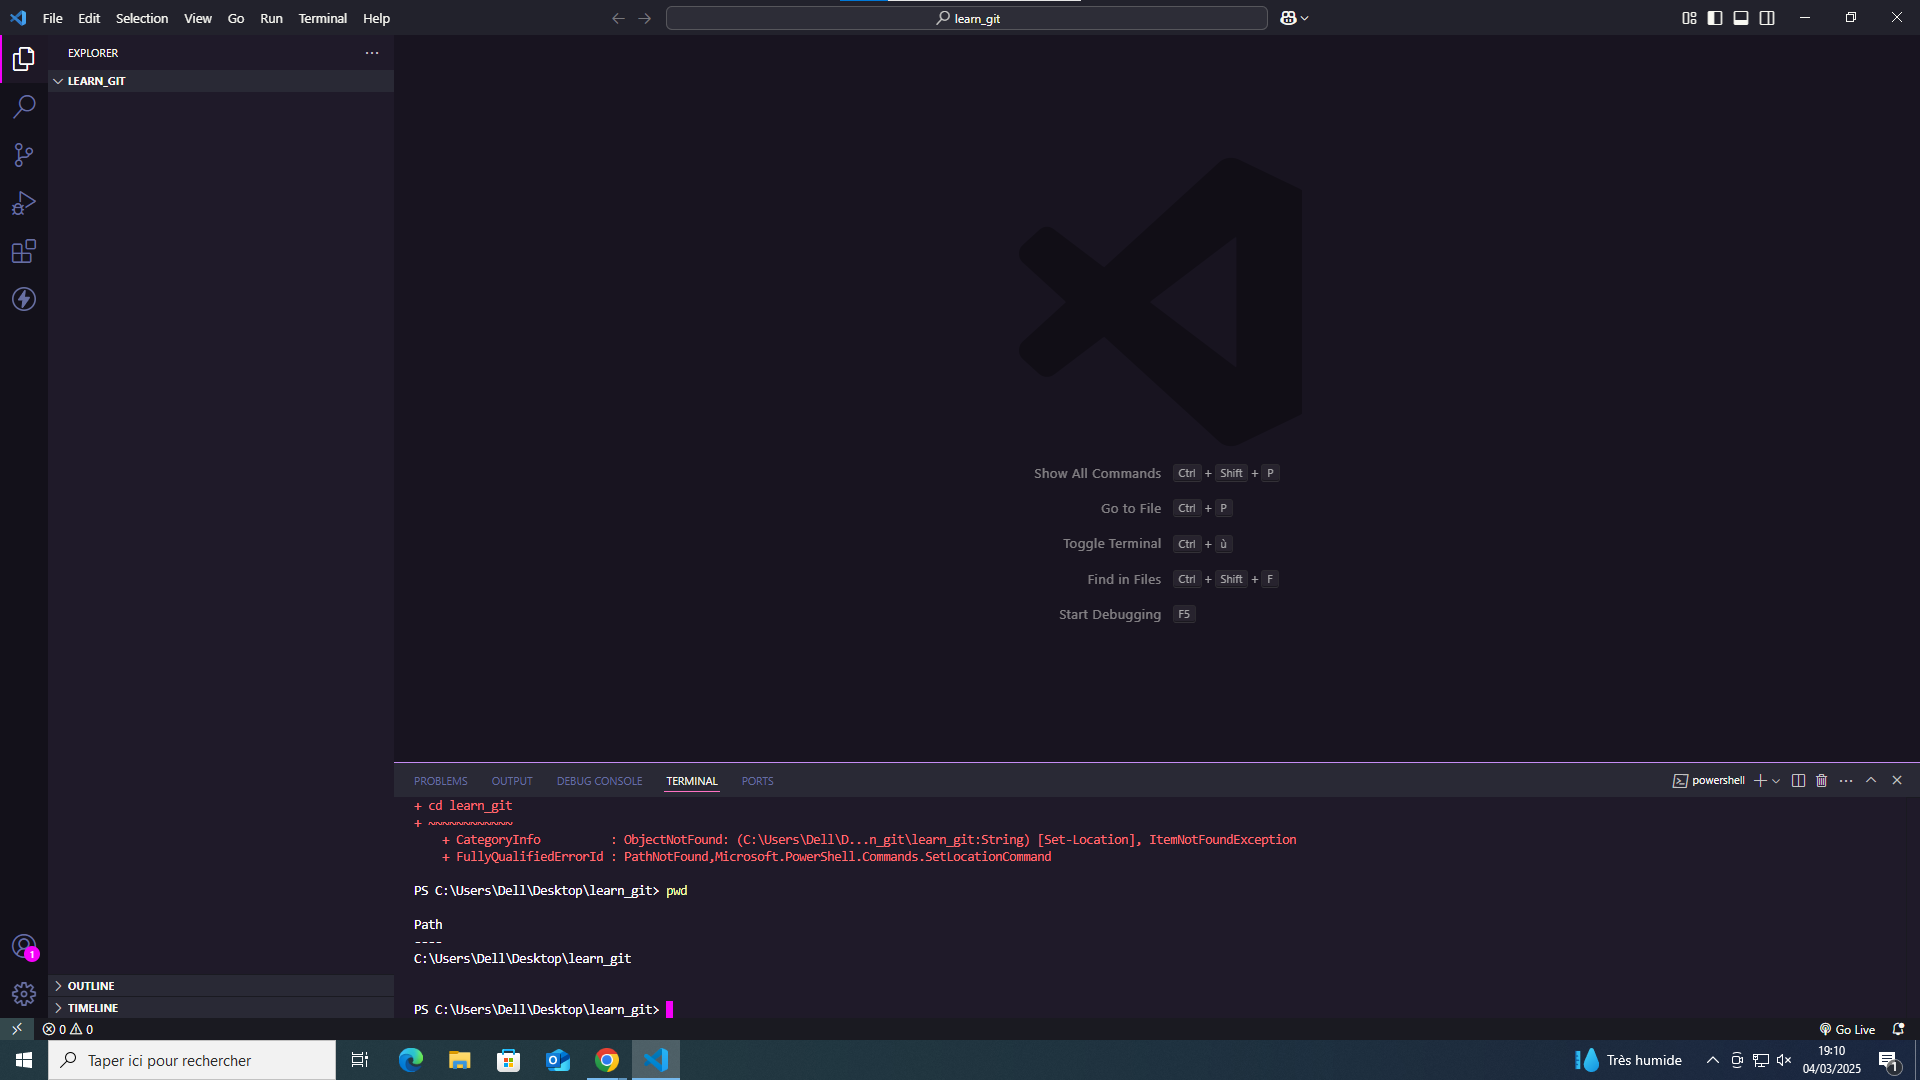 File Edit Selection View Go Run Terminal Help
learn_git
EXPLORER
LEARN_GIT
Show All Commands Ctrl + Shift + P
Go to File Ctrl + P
Toggle Terminal Ctrl + ù
Find in Files Ctrl + Shift + F
Start Debugging F5
PROBLEMS OUTPUT DEBUG CONSOLE TERMINAL PORTS
powershell
+ cd learn_git
+ ~~~~~~~~~~~~
+ CategoryInfo : ObjectNotFound: (C:\Users\Dell\D...n_git\learn_git:String) [Set-Location], ItemNotFoundException
+ FullyQualifiedErrorId : PathNotFound,Microsoft.PowerShell.Commands.SetLocationCommand
PS C:\Users\Dell\Desktop\learn_git> pwd
Path
----
C:\Users\Dell\Desktop\learn_git
PS C:\Users\Dell\Desktop\learn_git>
1
OUTLINE
TIMELINE
0 0
Go Live
Taper ici pour rechercher
Très humide
19:10
04/03/2025
1